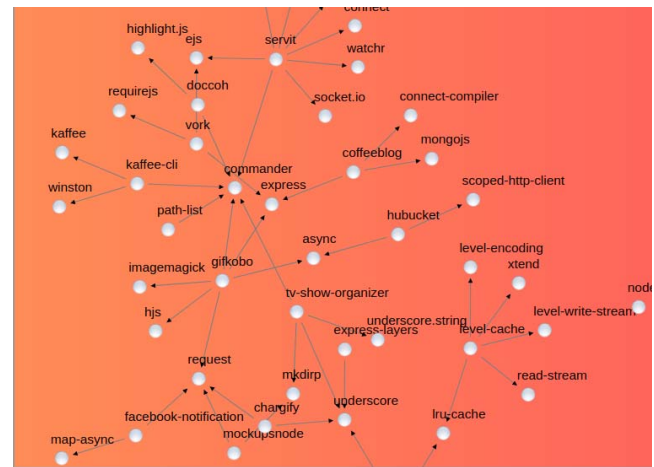 connect
highlight.js
ejs
servit
watchr
doccoh
requirejs
socket.io
connect-compiler
vork
kaffee
mongojs
coffeeblog
kaffee-cli
commander
scoped-http-client
winston
express
path-list
hubucket
async
level-encoding
imagemagick
gifkobo
xtend
tv-show-organizer
node
hjs
level-write-stream
underscore.string
express-layers
level-cache
request
mkdirp
read-stream
facebook-notification
chargify
underscore
lru-cache
map-async
mockupsnode